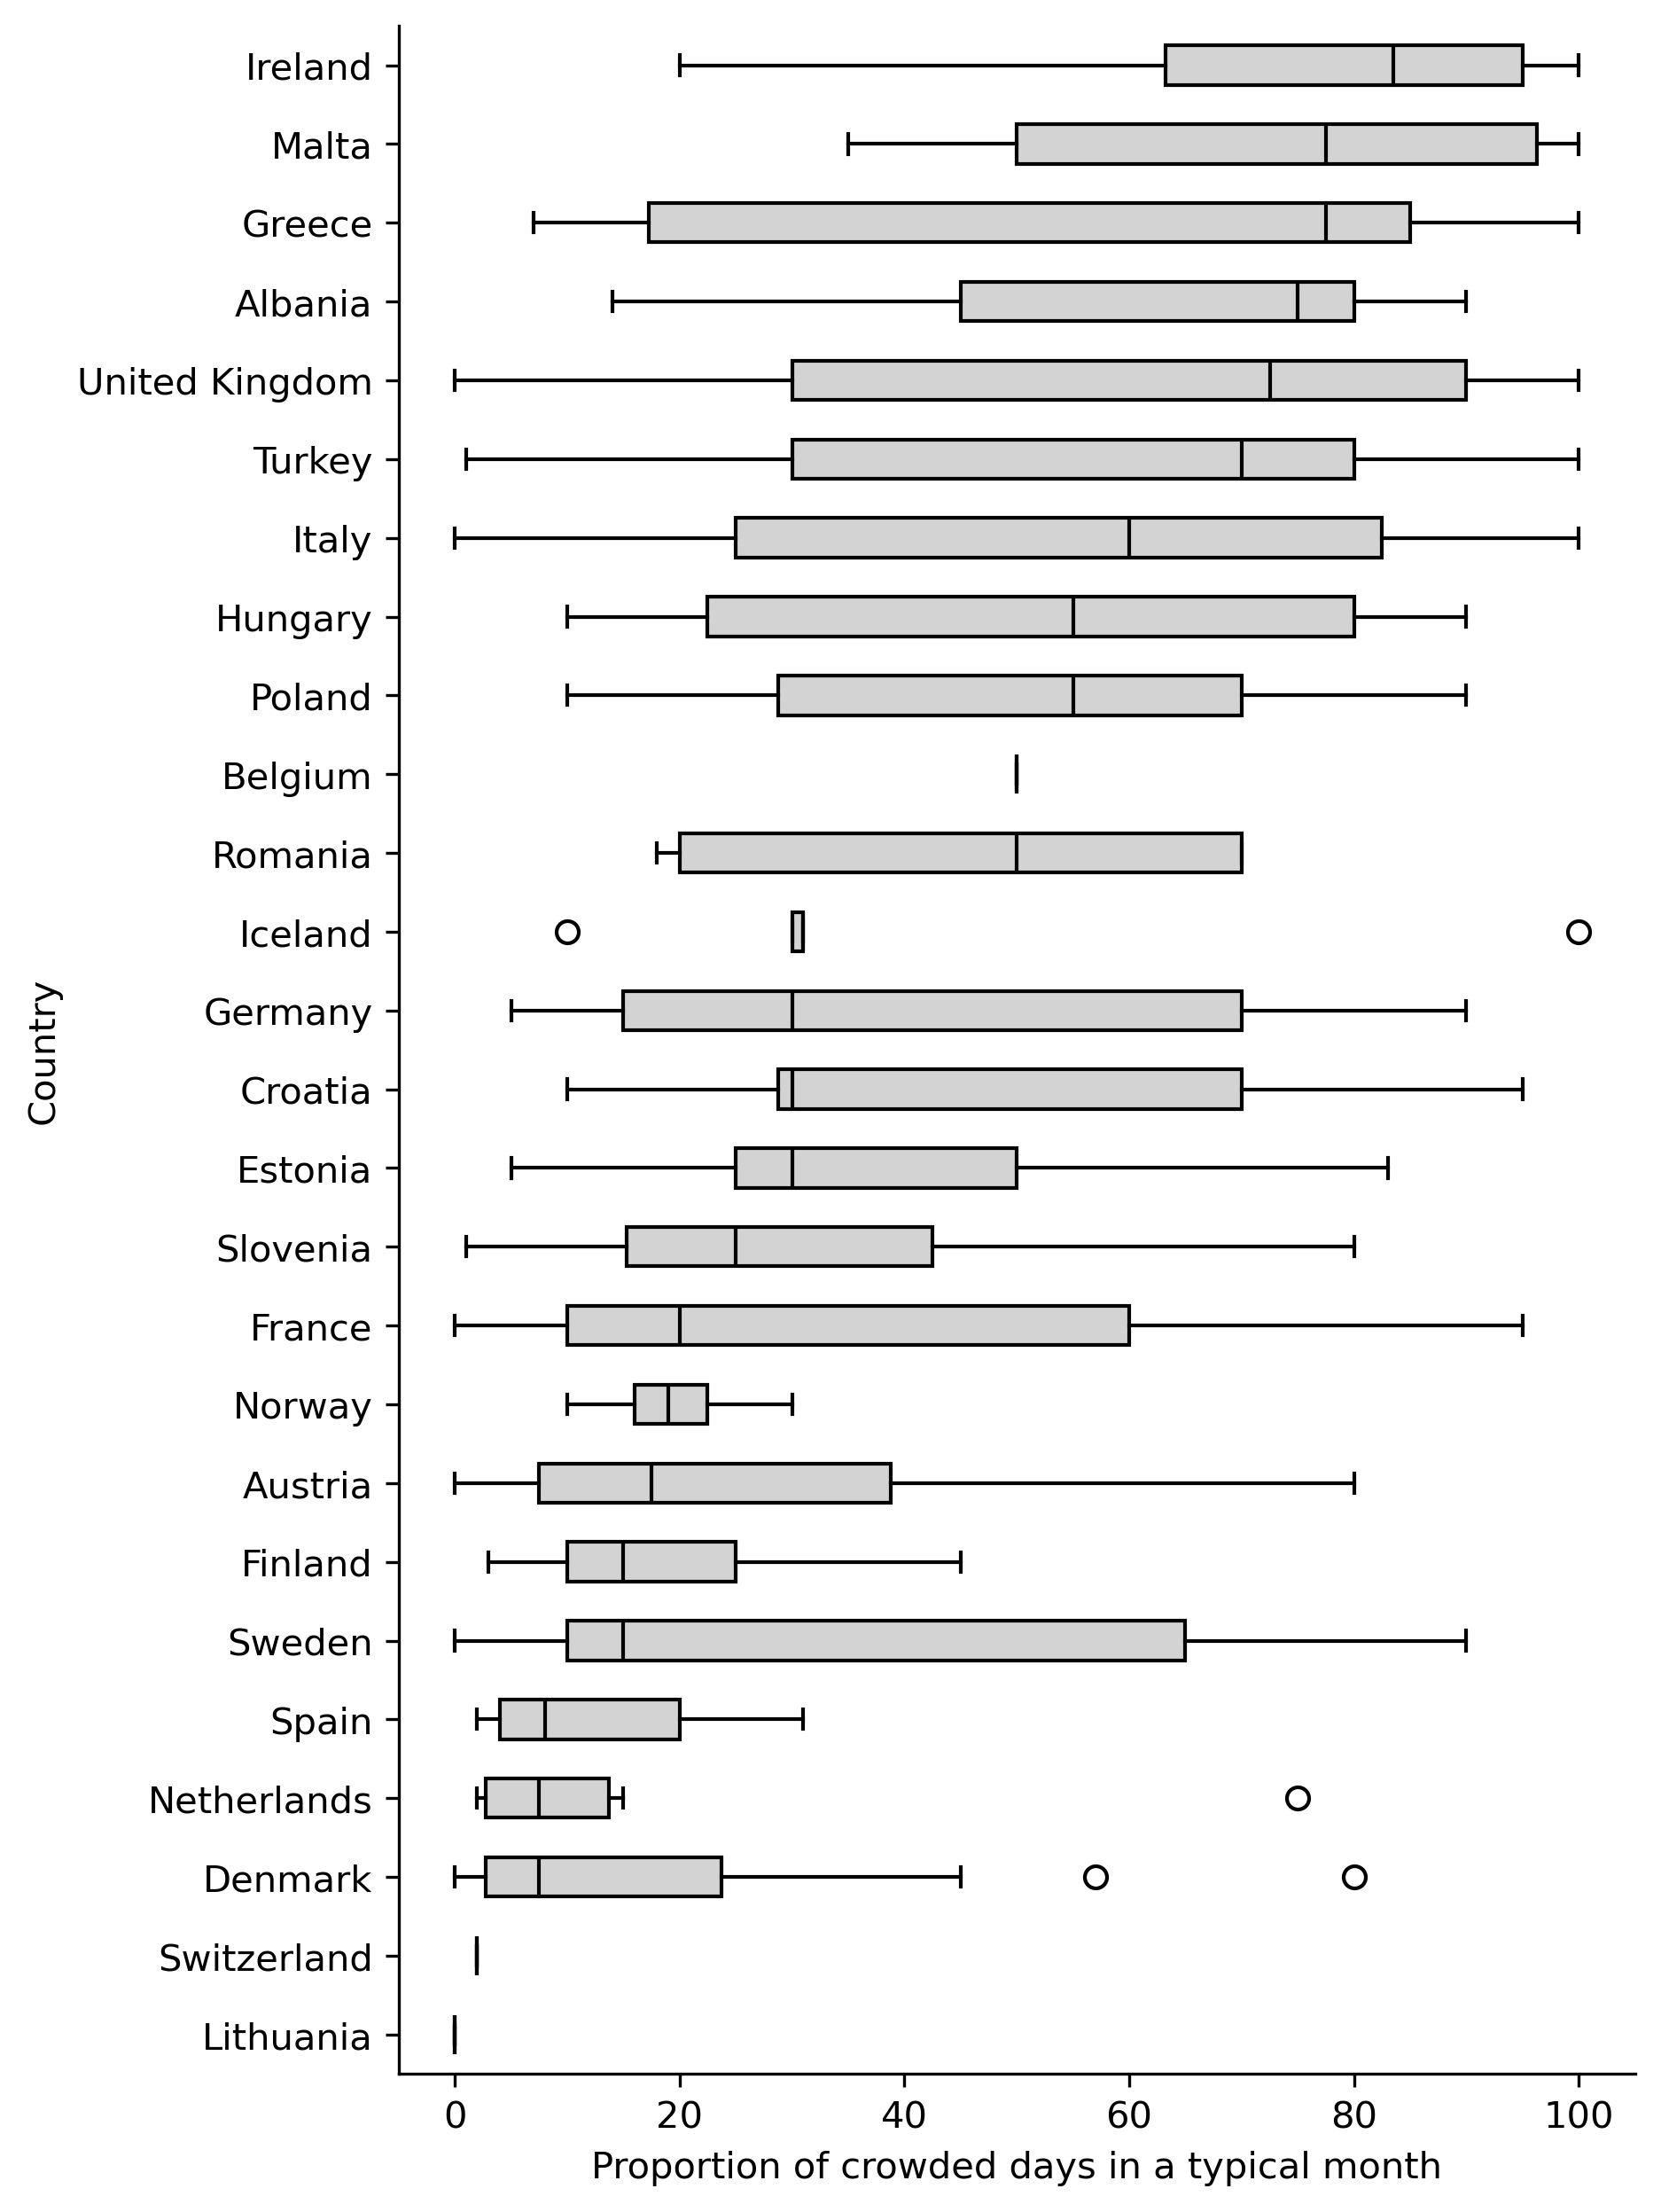 Ireland
Malta
Greece
Albania
United Kingdom
Turkey
Italy
Hungary
Poland
Belgium
Romania
Iceland
Germany
Croatia
Estonia
Slovenia
France
Norway
Austria
Finland
Sweden
Spain
Netherlands
Denmark
Switzerland
Lithuania
Country
0 20 40 60 80 100
Proportion of crowded days in a typical month